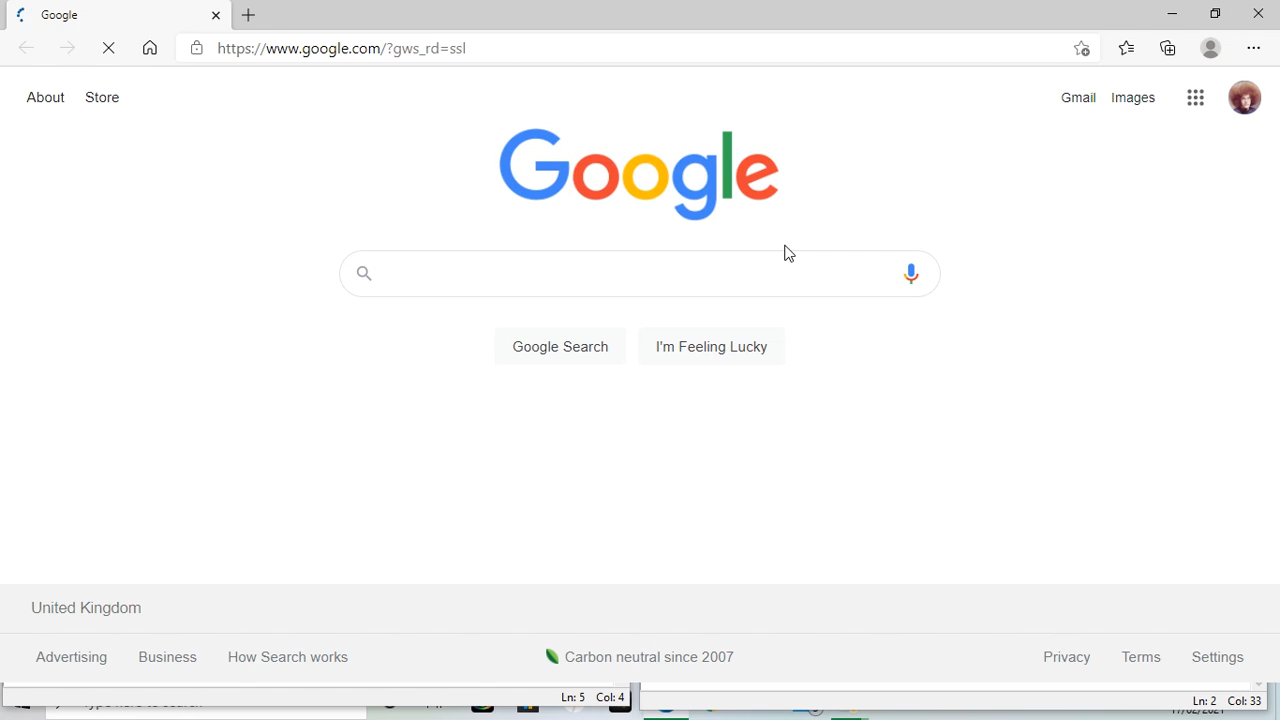 Google
https://www.google.com/?gws_rd=ssl
About Store Gmail Images
Google
Google Search I'm Feeling Lucky
United Kingdom
Advertising Business How Search works Carbon neutral since 2007 Privacy Terms Settings
Ln: 5 Col: 4 Ln: 2 Col: 33